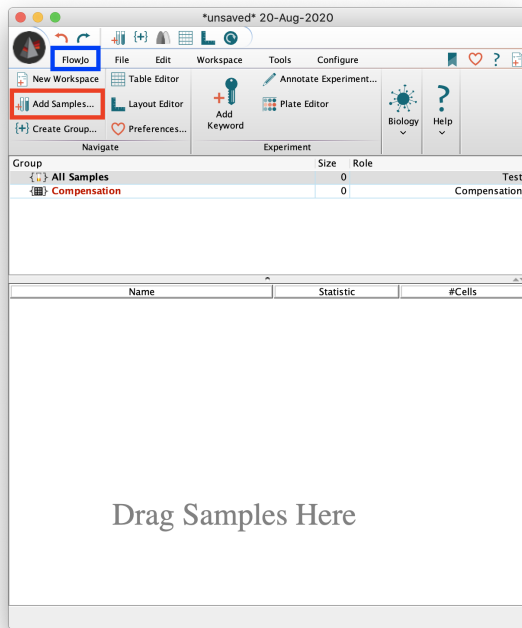 *unsaved* 20-Aug-2020
FlowJo File Edit Workspace Tools Configure
New Workspace Table Editor
Add Samples... Layout Editor
{+} Create Group... Preferences...
Navigate
Add Keyword
Annotate Experiment...
Plate Editor
Experiment
Biology
Help
Group Size Role
All Samples 0 Test
Compensation 0 Compensation
Name Statistic #Cells
Drag Samples Here